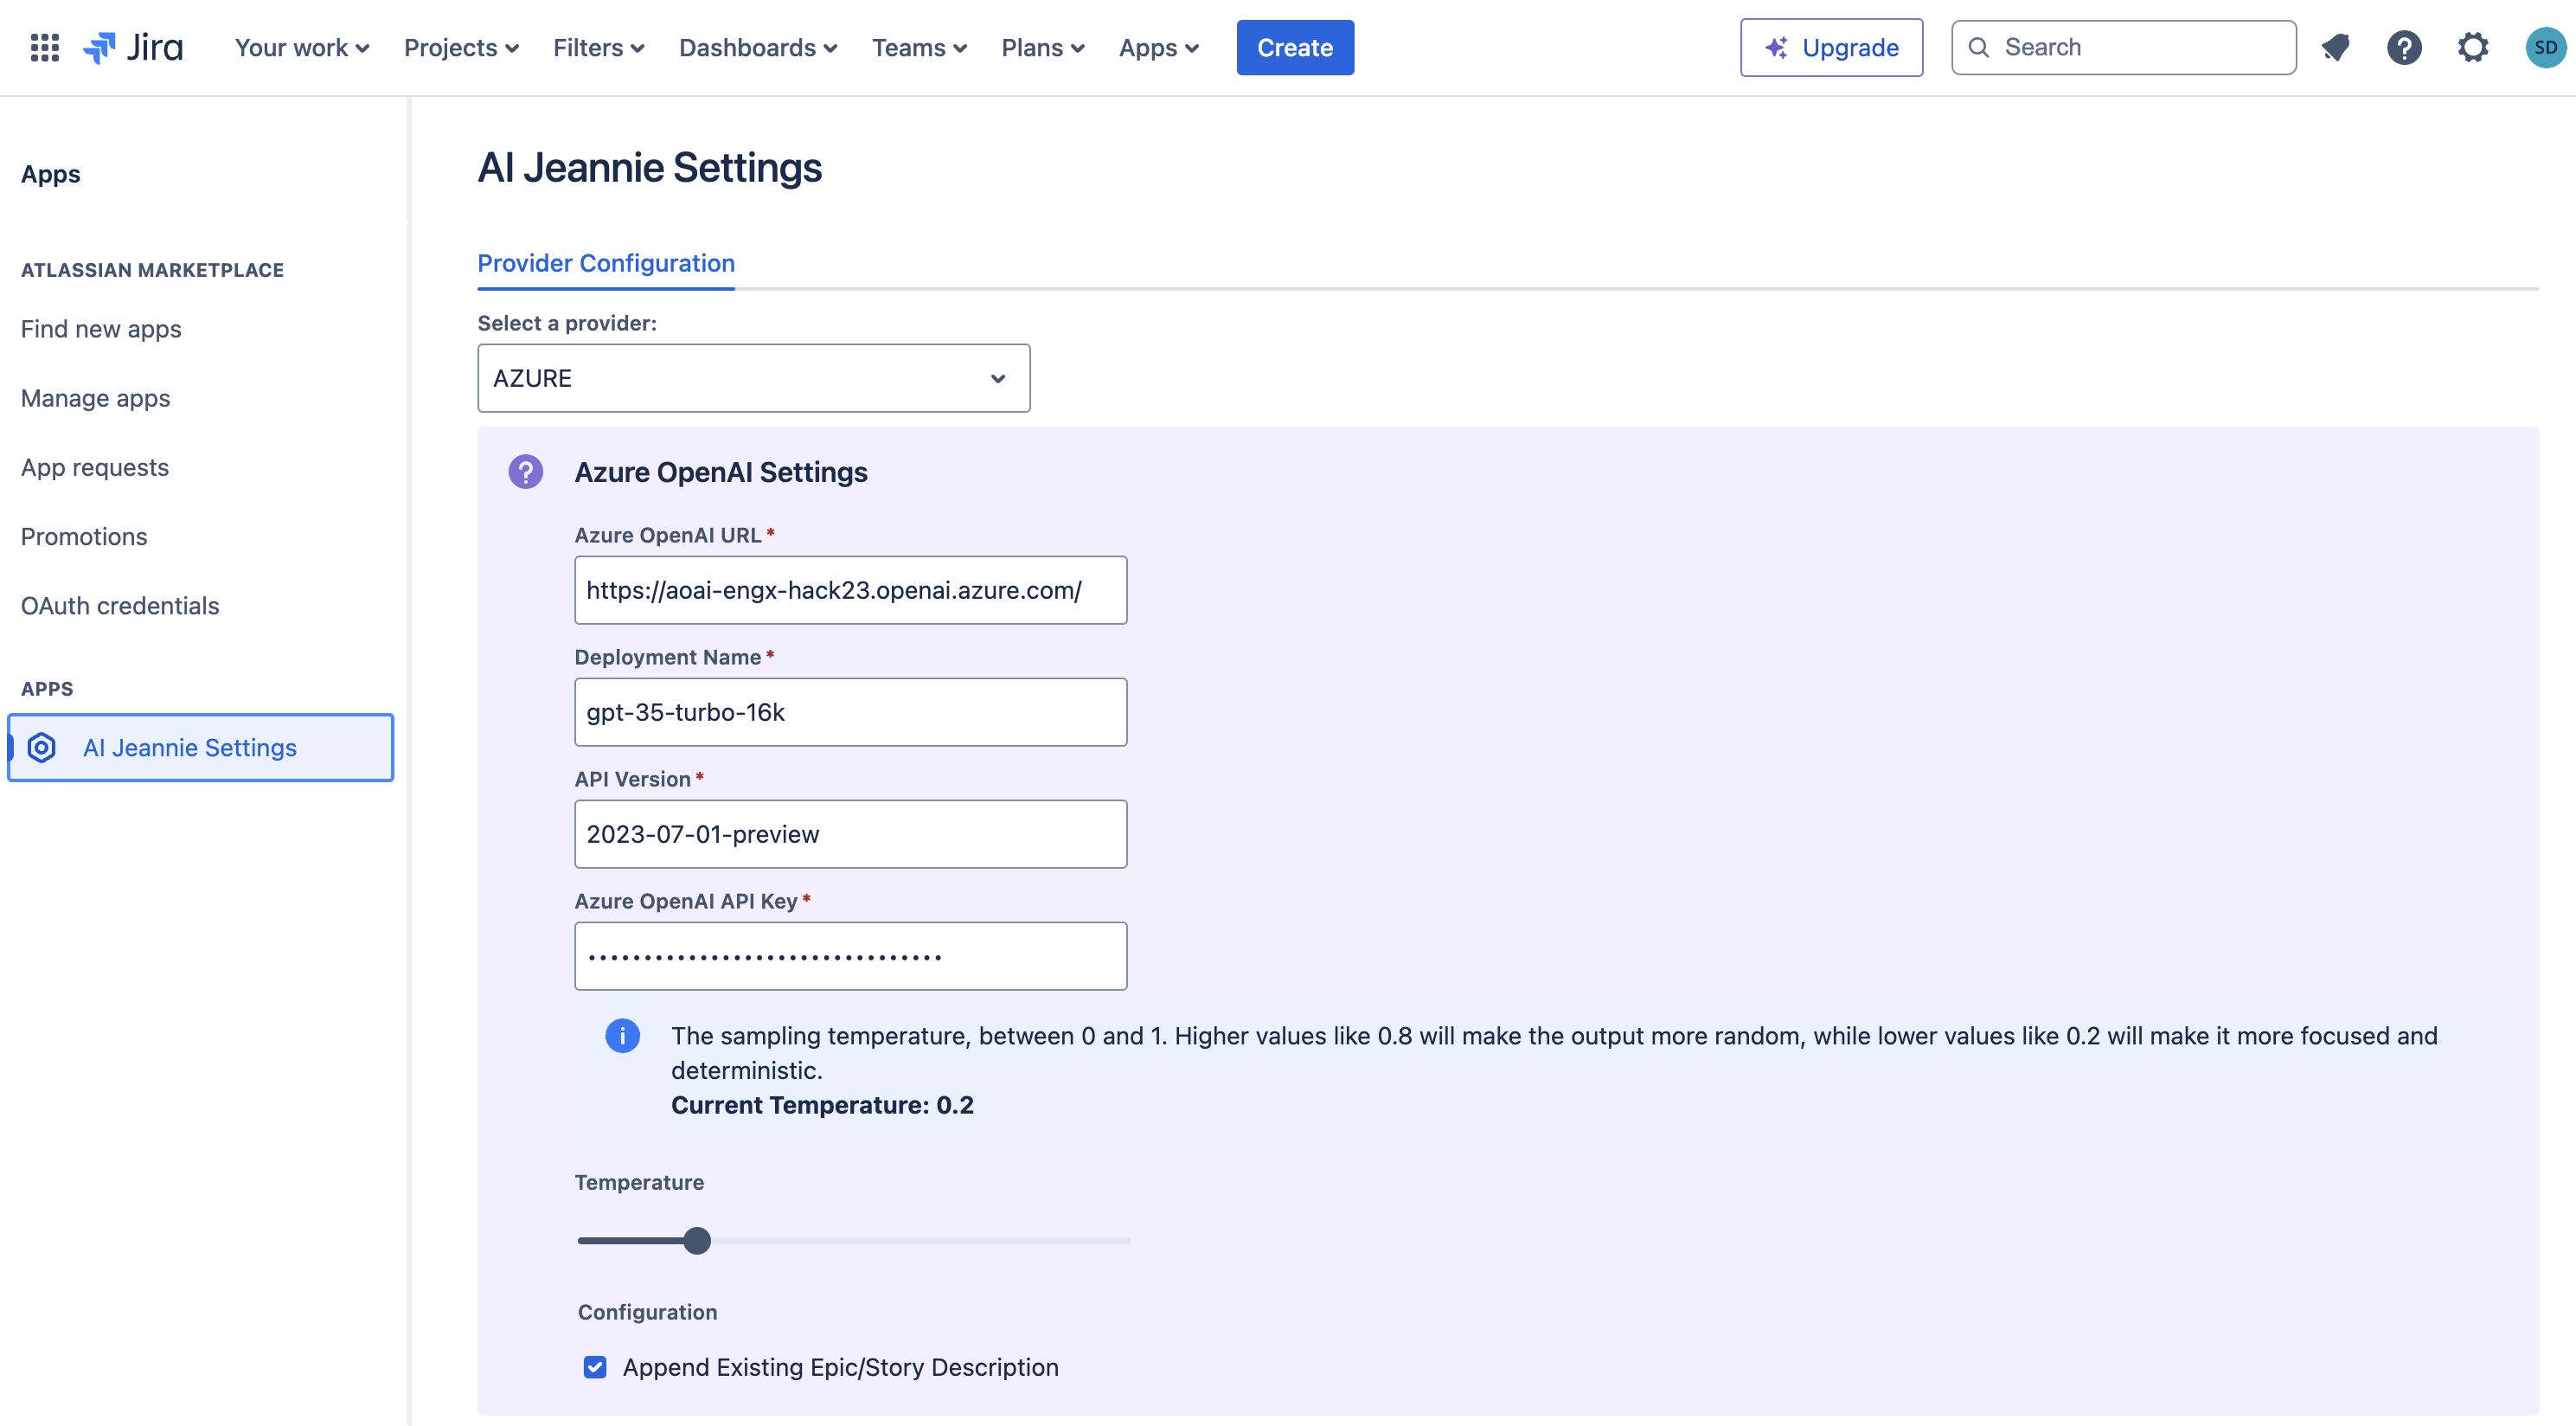 Jira
Your work
Projects
Filters
Dashboards
Teams
Plans
Apps
Create
Upgrade
Search
SD
Apps
ATLASSIAN MARKETPLACE
Find new apps
Manage apps
App requests
Promotions
OAuth credentials
APPS
AI Jeannie Settings
AI Jeannie Settings
Provider Configuration
Select a provider:
AZURE
Azure OpenAI Settings
Azure OpenAI URL*
https://aoai-engx-hack23.openai.azure.com/
Deployment Name*
gpt-35-turbo-16k
API Version*
2023-07-01-preview
Azure OpenAI API Key*
••••••••••••••••••••••••••••••••
The sampling temperature, between 0 and 1. Higher values like 0.8 will make the output more random, while lower values like 0.2 will make it more focused and
deterministic.
Current Temperature: 0.2
Temperature
Configuration
Append Existing Epic/Story Description